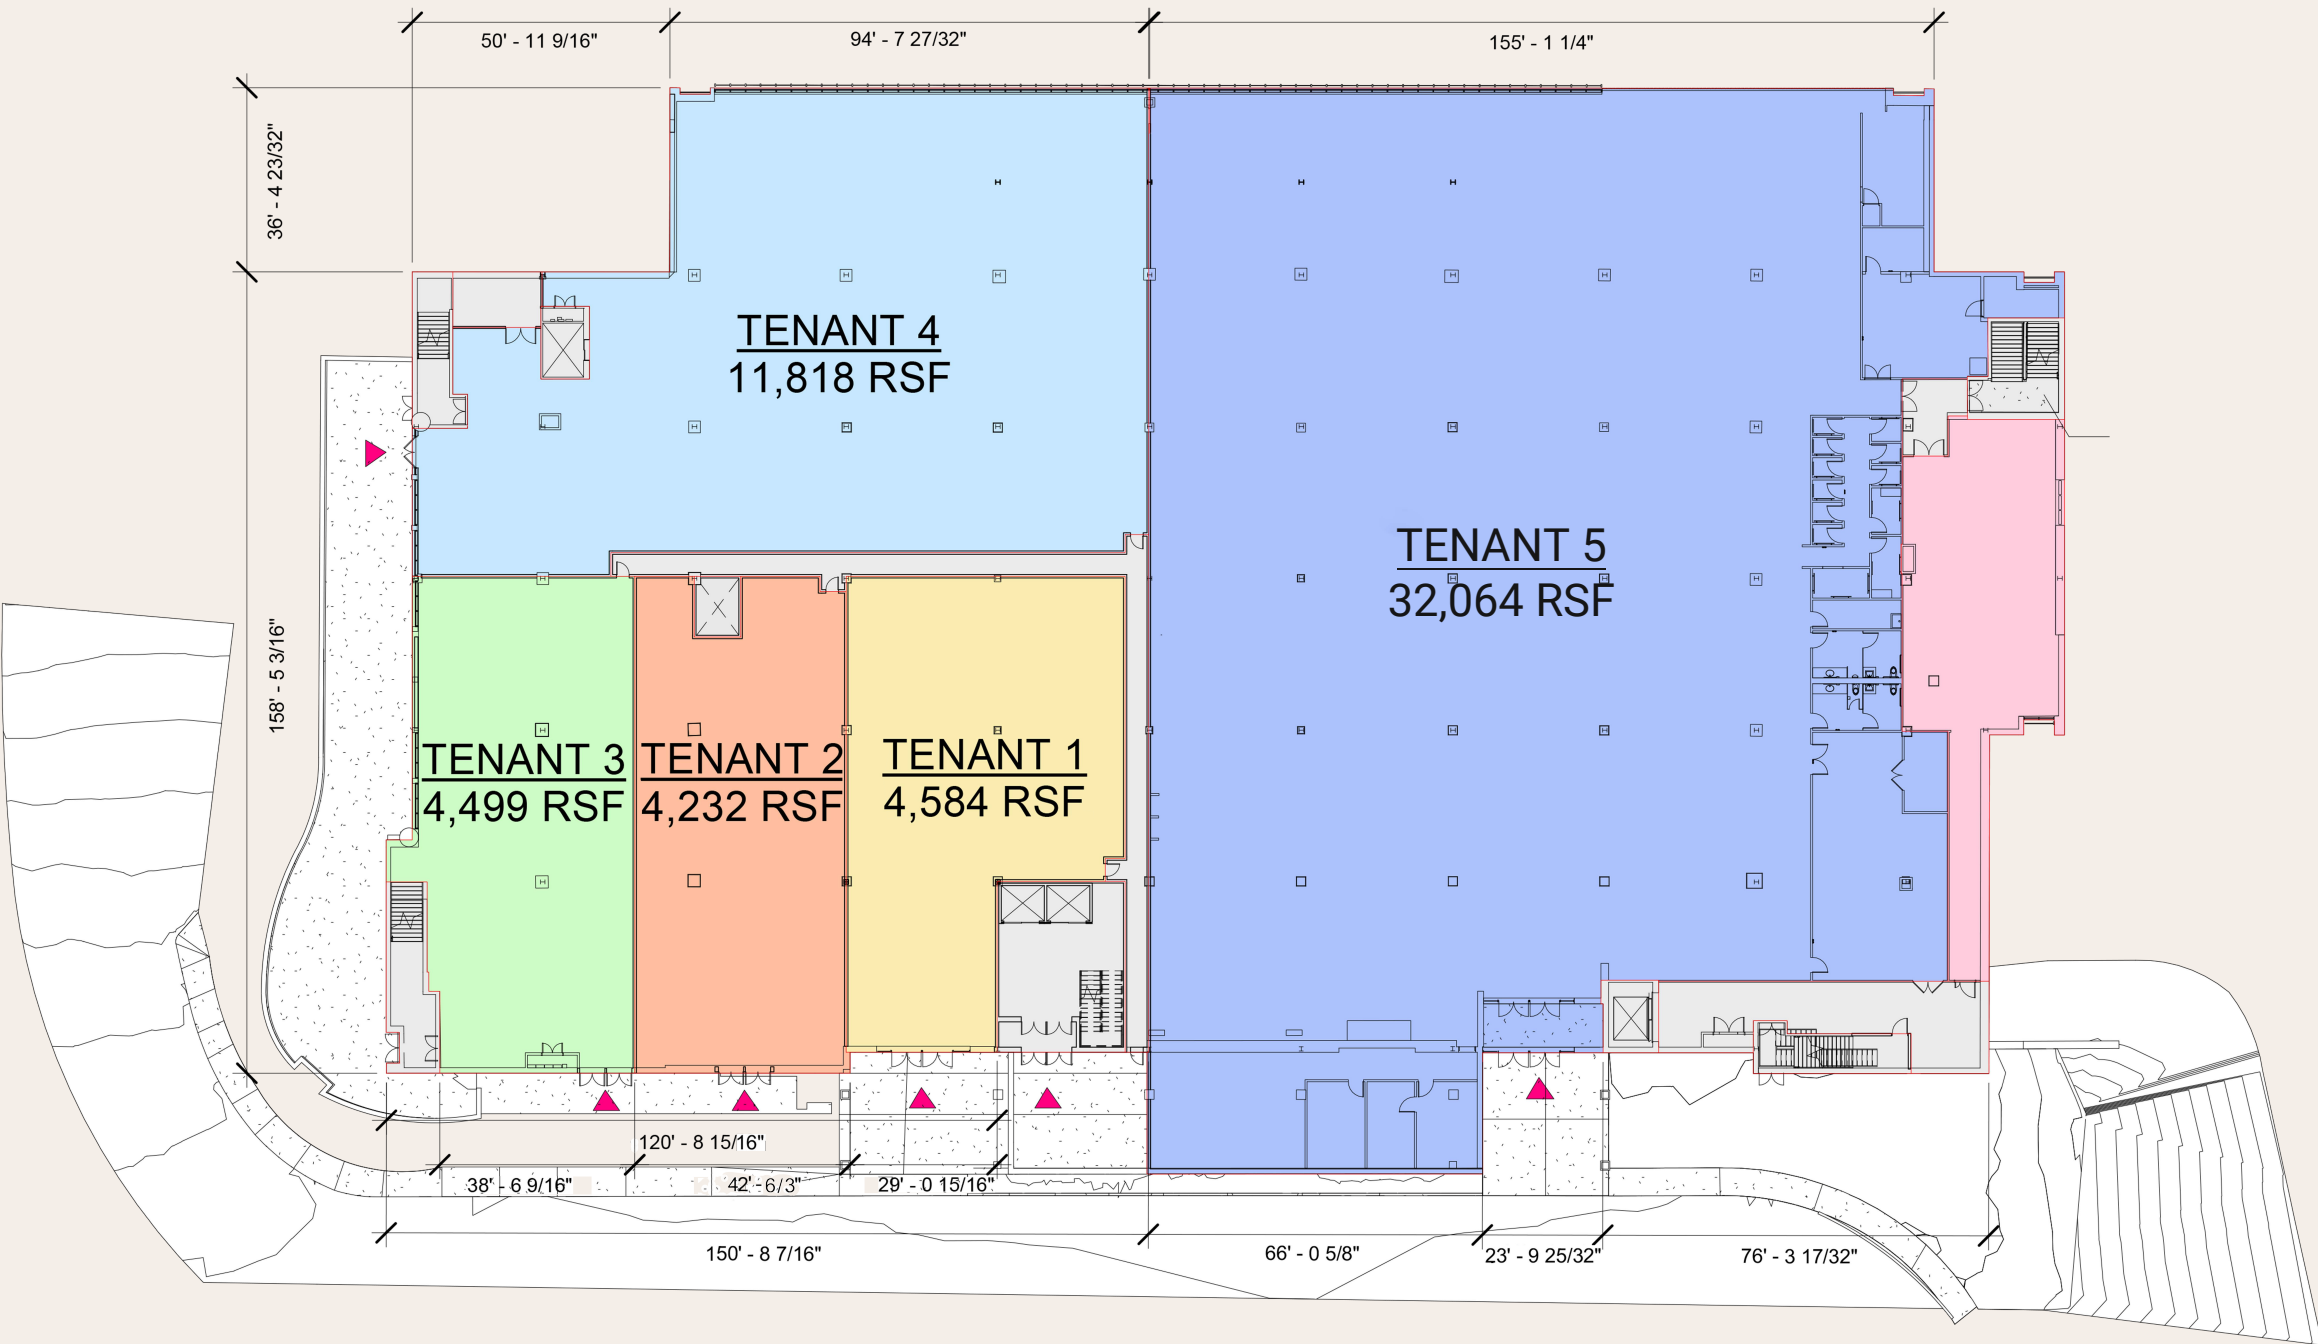 50' - 11 9/16"
94' - 7 27/32"
155' - 1 1/4"
36' - 4 23/32"
158' - 5 3/16"
TENANT 4
11,818 RSF
TENANT 5
32,064 RSF
TENANT 3
4,499 RSF
TENANT 2
4,232 RSF
TENANT 1
4,584 RSF
120' - 8 15/16"
38' - 6 9/16"
42' - 6/3"
29' - 0 15/16"
150' - 8 7/16"
66' - 0 5/8"
23' - 9 25/32"
76' - 3 17/32"